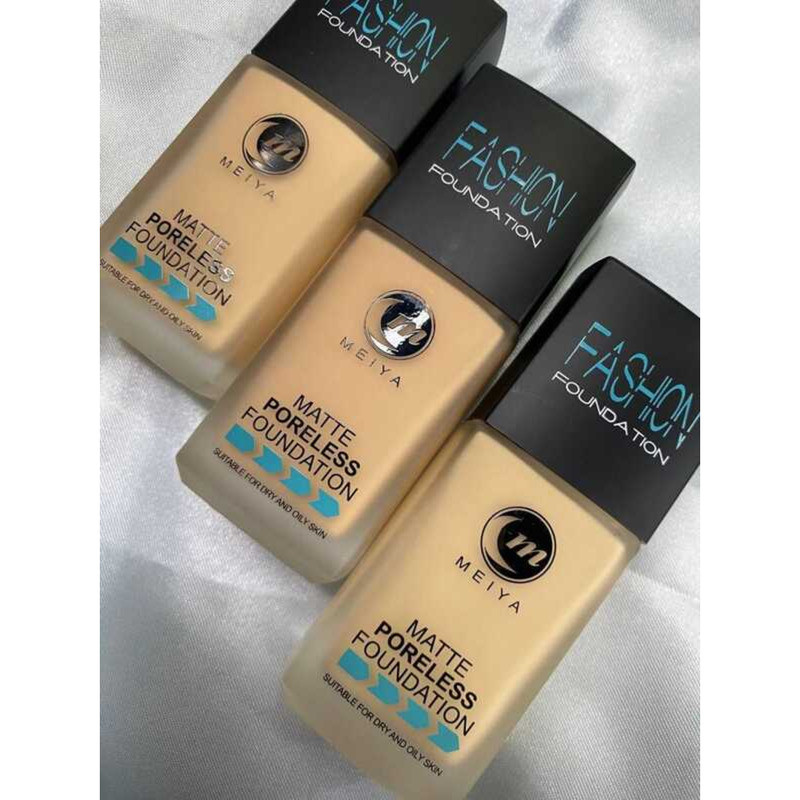 FASHION
FOUNDATION
m
MEIYA
MATTE
PORELESS
FOUNDATION
SUITABLE FOR DRY AND OILY SKIN
FASHION
FOUNDATION
m
MEIYA
MATTE
PORELESS
FOUNDATION
SUITABLE FOR DRY AND OILY SKIN
FASHION
FOUNDATION
m
MEIYA
MATTE
PORELESS
FOUNDATION
SUITABLE FOR DRY AND OILY SKIN